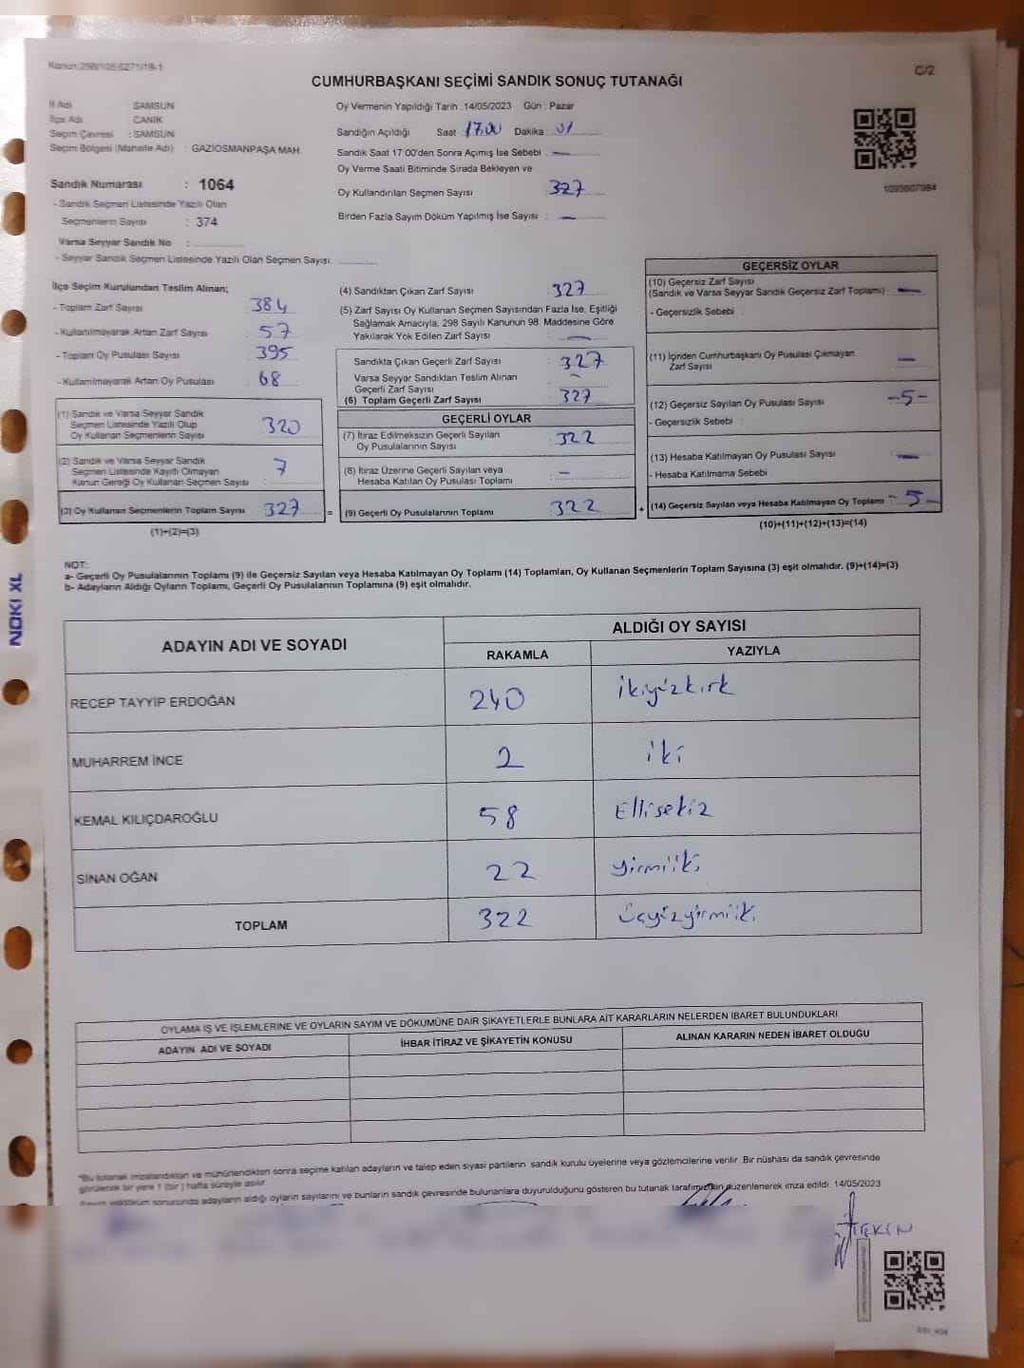 Kanun:298/105-6271/19-1
C/2
CUMHURBAŞKANI SEÇİMİ SANDIK SONUÇ TUTANAĞI
İl Adı SAMSUN
İlçe Adı CANİK
Seçim Çevresi : SAMSUN
Seçim Bölgesi (Mahalle Adı) : GAZİOSMANPAŞA MAH.
Sandık Numarası : 1064
- Sandık Seçmen Listesinde Yazılı Olan
Seçmenlerin Sayısı : 374
Varsa Seyyar Sandık No :
- Seyyar Sandık Seçmen Listesinde Yazılı Olan Seçmen Sayısı:
Oy Vermenin Yapıldığı Tarih :14/05/2023 Gün : Pazar
Sandığın Açıldığı Saat 17.00 Dakika : 01
Sandık Saat 17:00'den Sonra Açımış İse Sebebi : —
Oy Verme Saati Bitiminde Sırada Bekleyen ve
Oy Kullandırılan Seçmen Sayısı 327
Birden Fazla Sayım Döküm Yapılmış İse Sayısı : —
1095607984
İlçe Seçim Kurulundan Teslim Alınan;
- Toplam Zarf Sayısı 384
- Kullanılmayarak Artan Zarf Sayısı 57
- Toplam Oy Pusulası Sayısı 395
- Kullanılmayarak Artan Oy Pusulası 68
(1) Sandık ve Varsa Seyyar Sandık
Seçmen Listesinde Yazılı Olup
Oy Kullanan Seçmenlerin Sayısı 320
(2) Sandık ve Varsa Seyyar Sandık
Seçmen Listesinde Kayıtlı Olmayan
Kanun Gereği Oy Kullanan Seçmen Sayısı 7
(3) Oy Kullanan Seçmenlerin Toplam Sayısı 327
(1)+(2)=(3)
=
(4) Sandıktan Çıkan Zarf Sayısı 327
(5) Zarf Sayısı Oy Kullanan Seçmen Sayısından Fazla İse, Eşitliği
Sağlamak Amacıyla, 298 Sayılı Kanunun 98. Maddesine Göre
Yakılarak Yok Edilen Zarf Sayısı —
Sandıkta Çıkan Geçerli Zarf Sayısı : 327
Varsa Seyyar Sandıktan Teslim Alınan
Geçerli Zarf Sayısı : —
(6) Toplam Geçerli Zarf Sayısı : 327
GEÇERLİ OYLAR
(7) İtiraz Edilmeksizin Geçerli Sayılan
Oy Pusulalarının Sayısı : 322
(8) İtiraz Üzerine Geçerli Sayılan veya
Hesaba Katılan Oy Pusulası Toplamı : —
(9) Geçerli Oy Pusulalarının Toplamı 322
+
GEÇERSİZ OYLAR
(10) Geçersiz Zarf Sayısı
(Sandık ve Varsa Seyyar Sandık Geçersiz Zarf Toplamı) —
- Geçersizlik Sebebi :
(11) İçinden Cumhurbaşkanı Oy Pusulası Çıkmayan
Zarf Sayısı —
(12) Geçersiz Sayılan Oy Pusulası Sayısı -5-
- Geçersizlik Sebebi :
(13) Hesaba Katılmayan Oy Pusulası Sayısı —
- Hesaba Katılmama Sebebi :
(14) Geçersiz Sayılan veya Hesaba Katılmayan Oy Toplamı - 5 -
(10)+(11)+(12)+(13)=(14)
NOT:
a- Geçerli Oy Pusulalarının Toplamı (9) ile Geçersiz Sayılan veya Hesaba Katılmayan Oy Toplamı (14) Toplamları, Oy Kullanan Seçmenlerin Toplam Sayısına (3) eşit olmalıdır. (9)+(14)=(3)
b- Adayların Aldığı Oyların Toplamı, Geçerli Oy Pusulalarının Toplamına (9) eşit olmalıdır.
NOKI XL
ADAYIN ADI VE SOYADI ALDIĞI OY SAYISI
RAKAMLA YAZIYLA
RECEP TAYYİP ERDOĞAN 240 ikiyüzkırk
MUHARREM İNCE 2 iki
KEMAL KILIÇDAROĞLU 58 Ellisekiz
SİNAN OĞAN 22 yirmiiki
TOPLAM 322 Üçyüzyirmiiki
OYLAMA İŞ VE İŞLEMLERİNE VE OYLARIN SAYIM VE DÖKÜMÜNE DAİR ŞİKAYETLERLE BUNLARA AİT KARARLARIN NELERDEN İBARET BULUNDUKLARI
ADAYIN ADI VE SOYADI İHBAR İTİRAZ VE ŞİKAYETİN KONUSU ALINAN KARARIN NEDEN İBARET OLDUĞU
*Bu tutanak imzalandıktan ve mühürlendikten sonra seçime katılan adayların ve talep eden siyasi partilerin sandık kurulu üyelerine veya gözlemcilerine verilir. Bir nüshası da sandık çevresinde
görülecek bir yere 1 (bir) hafta süreyle asılır.
adayların aldığı oyların sayılarını ve bunların sandık çevresinde bulunanlara duyurulduğunu gösteren bu tutanak tarafımızdan düzenlenerek imza edildi. 14/05/2023
TEKİN